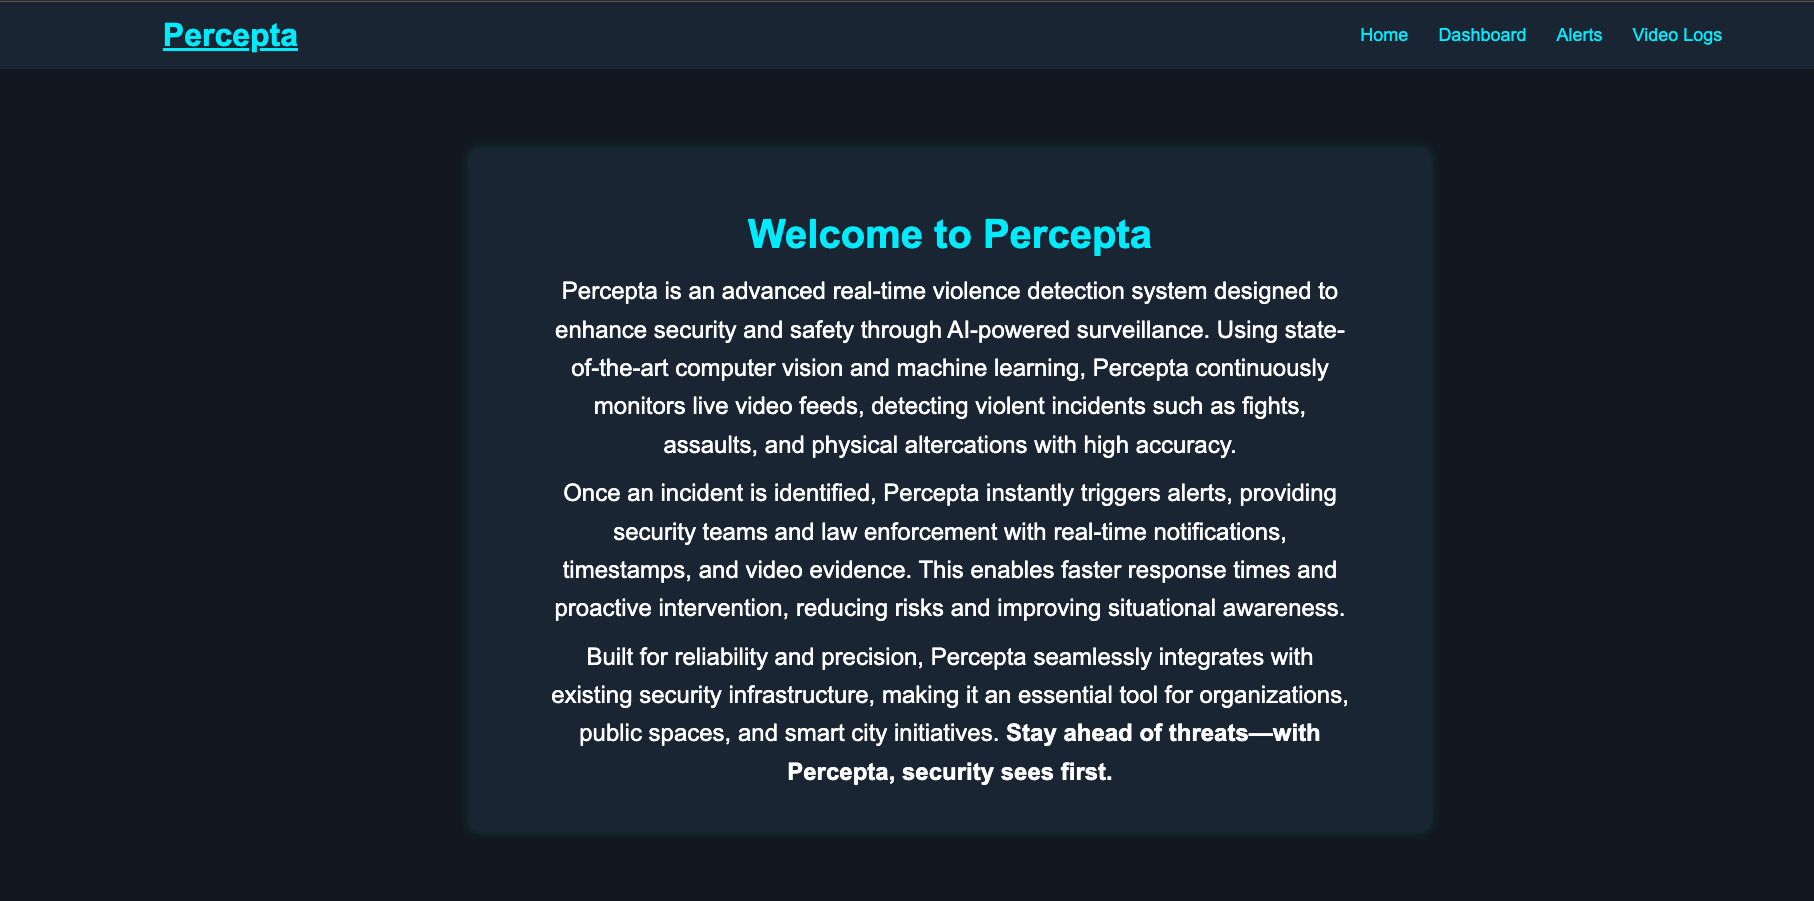 Percepta
Home Dashboard Alerts Video Logs
Welcome to Percepta
Percepta is an advanced real-time violence detection system designed to
enhance security and safety through AI-powered surveillance. Using state-
of-the-art computer vision and machine learning, Percepta continuously
monitors live video feeds, detecting violent incidents such as fights,
assaults, and physical altercations with high accuracy.
Once an incident is identified, Percepta instantly triggers alerts, providing
security teams and law enforcement with real-time notifications,
timestamps, and video evidence. This enables faster response times and
proactive intervention, reducing risks and improving situational awareness.
Built for reliability and precision, Percepta seamlessly integrates with
existing security infrastructure, making it an essential tool for organizations,
public spaces, and smart city initiatives. Stay ahead of threats—with
Percepta, security sees first.